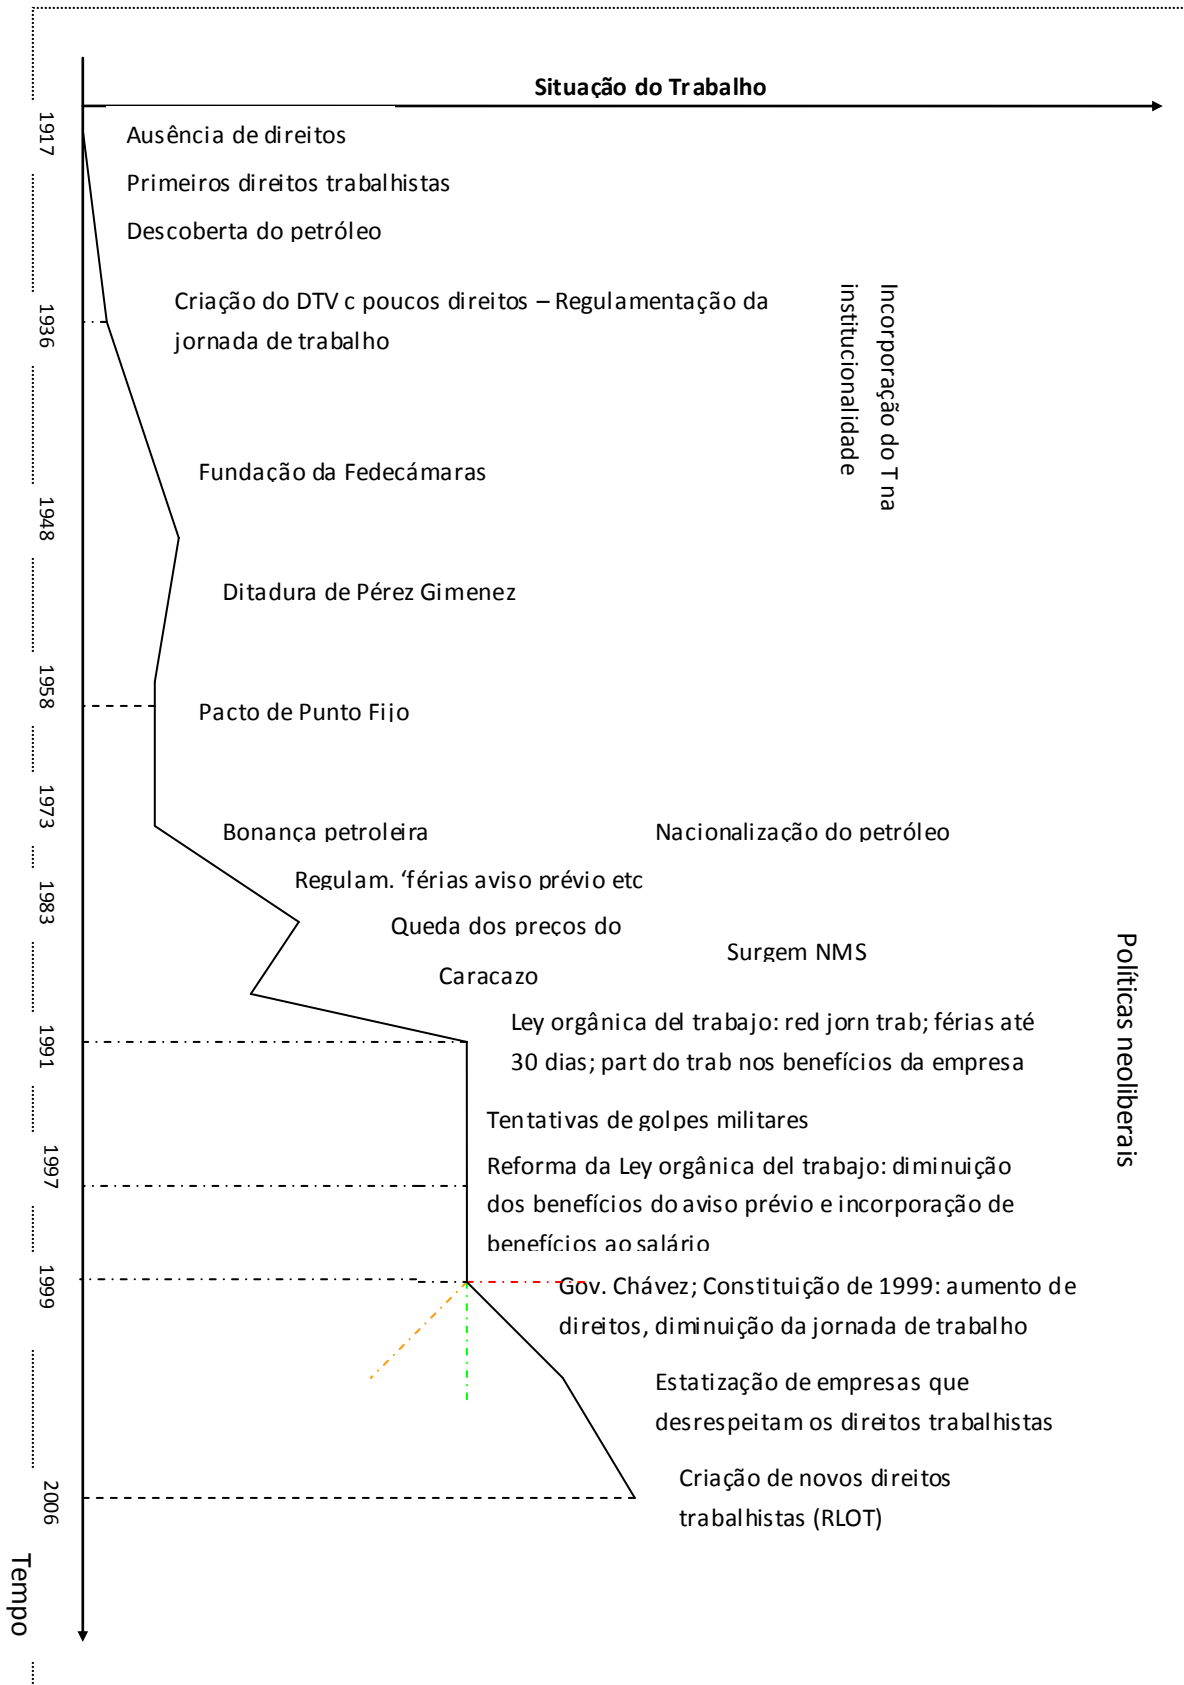 Situação do Trabalho
1917
Ausência de direitos
Primeiros direitos trabalhistas
Descoberta do petróleo
1936
Criação do DTV c poucos direitos – Regulamentação da
jornada de trabalho
Incorporação do T na
institucionalidade
Fundação da Fedecámaras
1948
Ditadura de Pérez Gimenez
1958
Pacto de Punto Fijo
1973
Bonança petroleira
Nacionalização do petróleo
Regulam. ‘férias aviso prévio etc
1983
Queda dos preços do
Surgem NMS
Caracazo
Políticas neoliberais
Ley orgânica del trabajo: red jorn trab; férias até
30 dias; part do trab nos benefícios da empresa
1991
Tentativas de golpes militares
1997
Reforma da Ley orgânica del trabajo: diminuição
dos benefícios do aviso prévio e incorporação de
benefícios ao salário
1999
Gov. Chávez; Constituição de 1999: aumento de
direitos, diminuição da jornada de trabalho
Estatização de empresas que
desrespeitam os direitos trabalhistas
2006
Criação de novos direitos
trabalhistas (RLOT)
Tempo